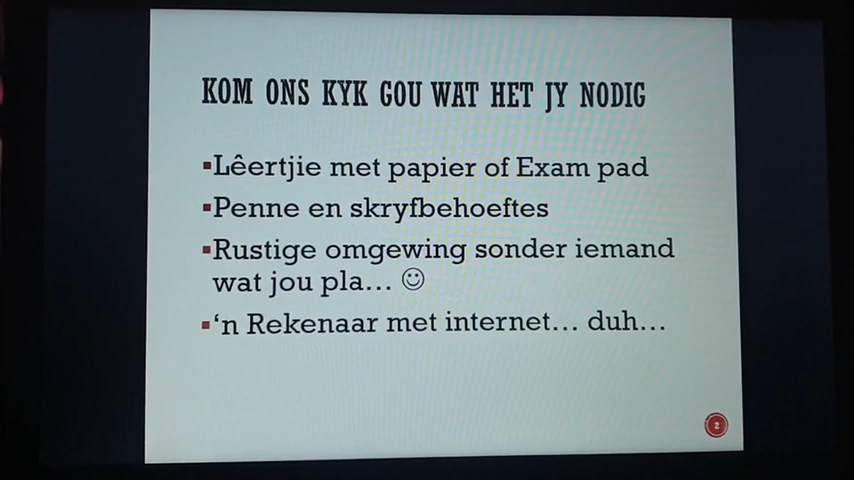 KOM ONS KYK GOU WAT HET JY NODIG
▪Lêertjie met papier of Exam pad
▪Penne en skryfbehoeftes
▪Rustige omgewing sonder iemand
wat jou pla... ☺
▪‘n Rekenaar met internet... duh...
2